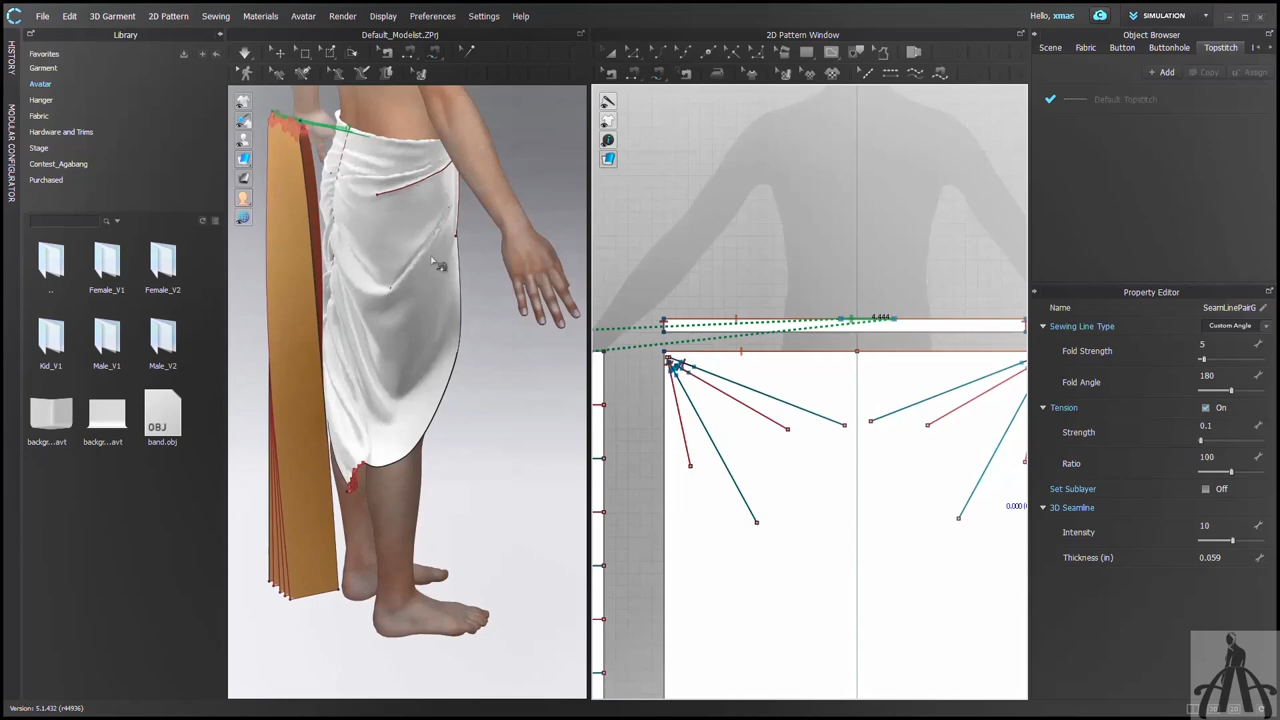 File Edit 3D Garment 2D Pattern Sewing Materials Avatar Render Display Preferences Settings Help
Hello, xmas
SIMULATION
Library
Default_Modelist.ZPrj
2D Pattern Window
Object Browser
HISTORY
MODULAR CONFIGURATOR
Favorites
Garment
Avatar
Hanger
Fabric
Hardware and Trims
Stage
Contest_Agabang
Purchased
..
Female_V1
Female_V2
Kid_V1
Male_V1
Male_V2
OBJ
backgr...avt
backgr...avt
band.obj
4.444
Scene Fabric Button Buttonhole Topstitch
+ Add Copy Assign
Default Topstitch
Property Editor
Name
Sewing Line Type Custom Angle
Fold Strength 5
Fold Angle 180
Tension On
Strength 0.1
Ratio 100
Set Sublayer Off
3D Seamline
Intensity 10
Thickness (in) 0.059
Version: 5.1.432 (r44936)